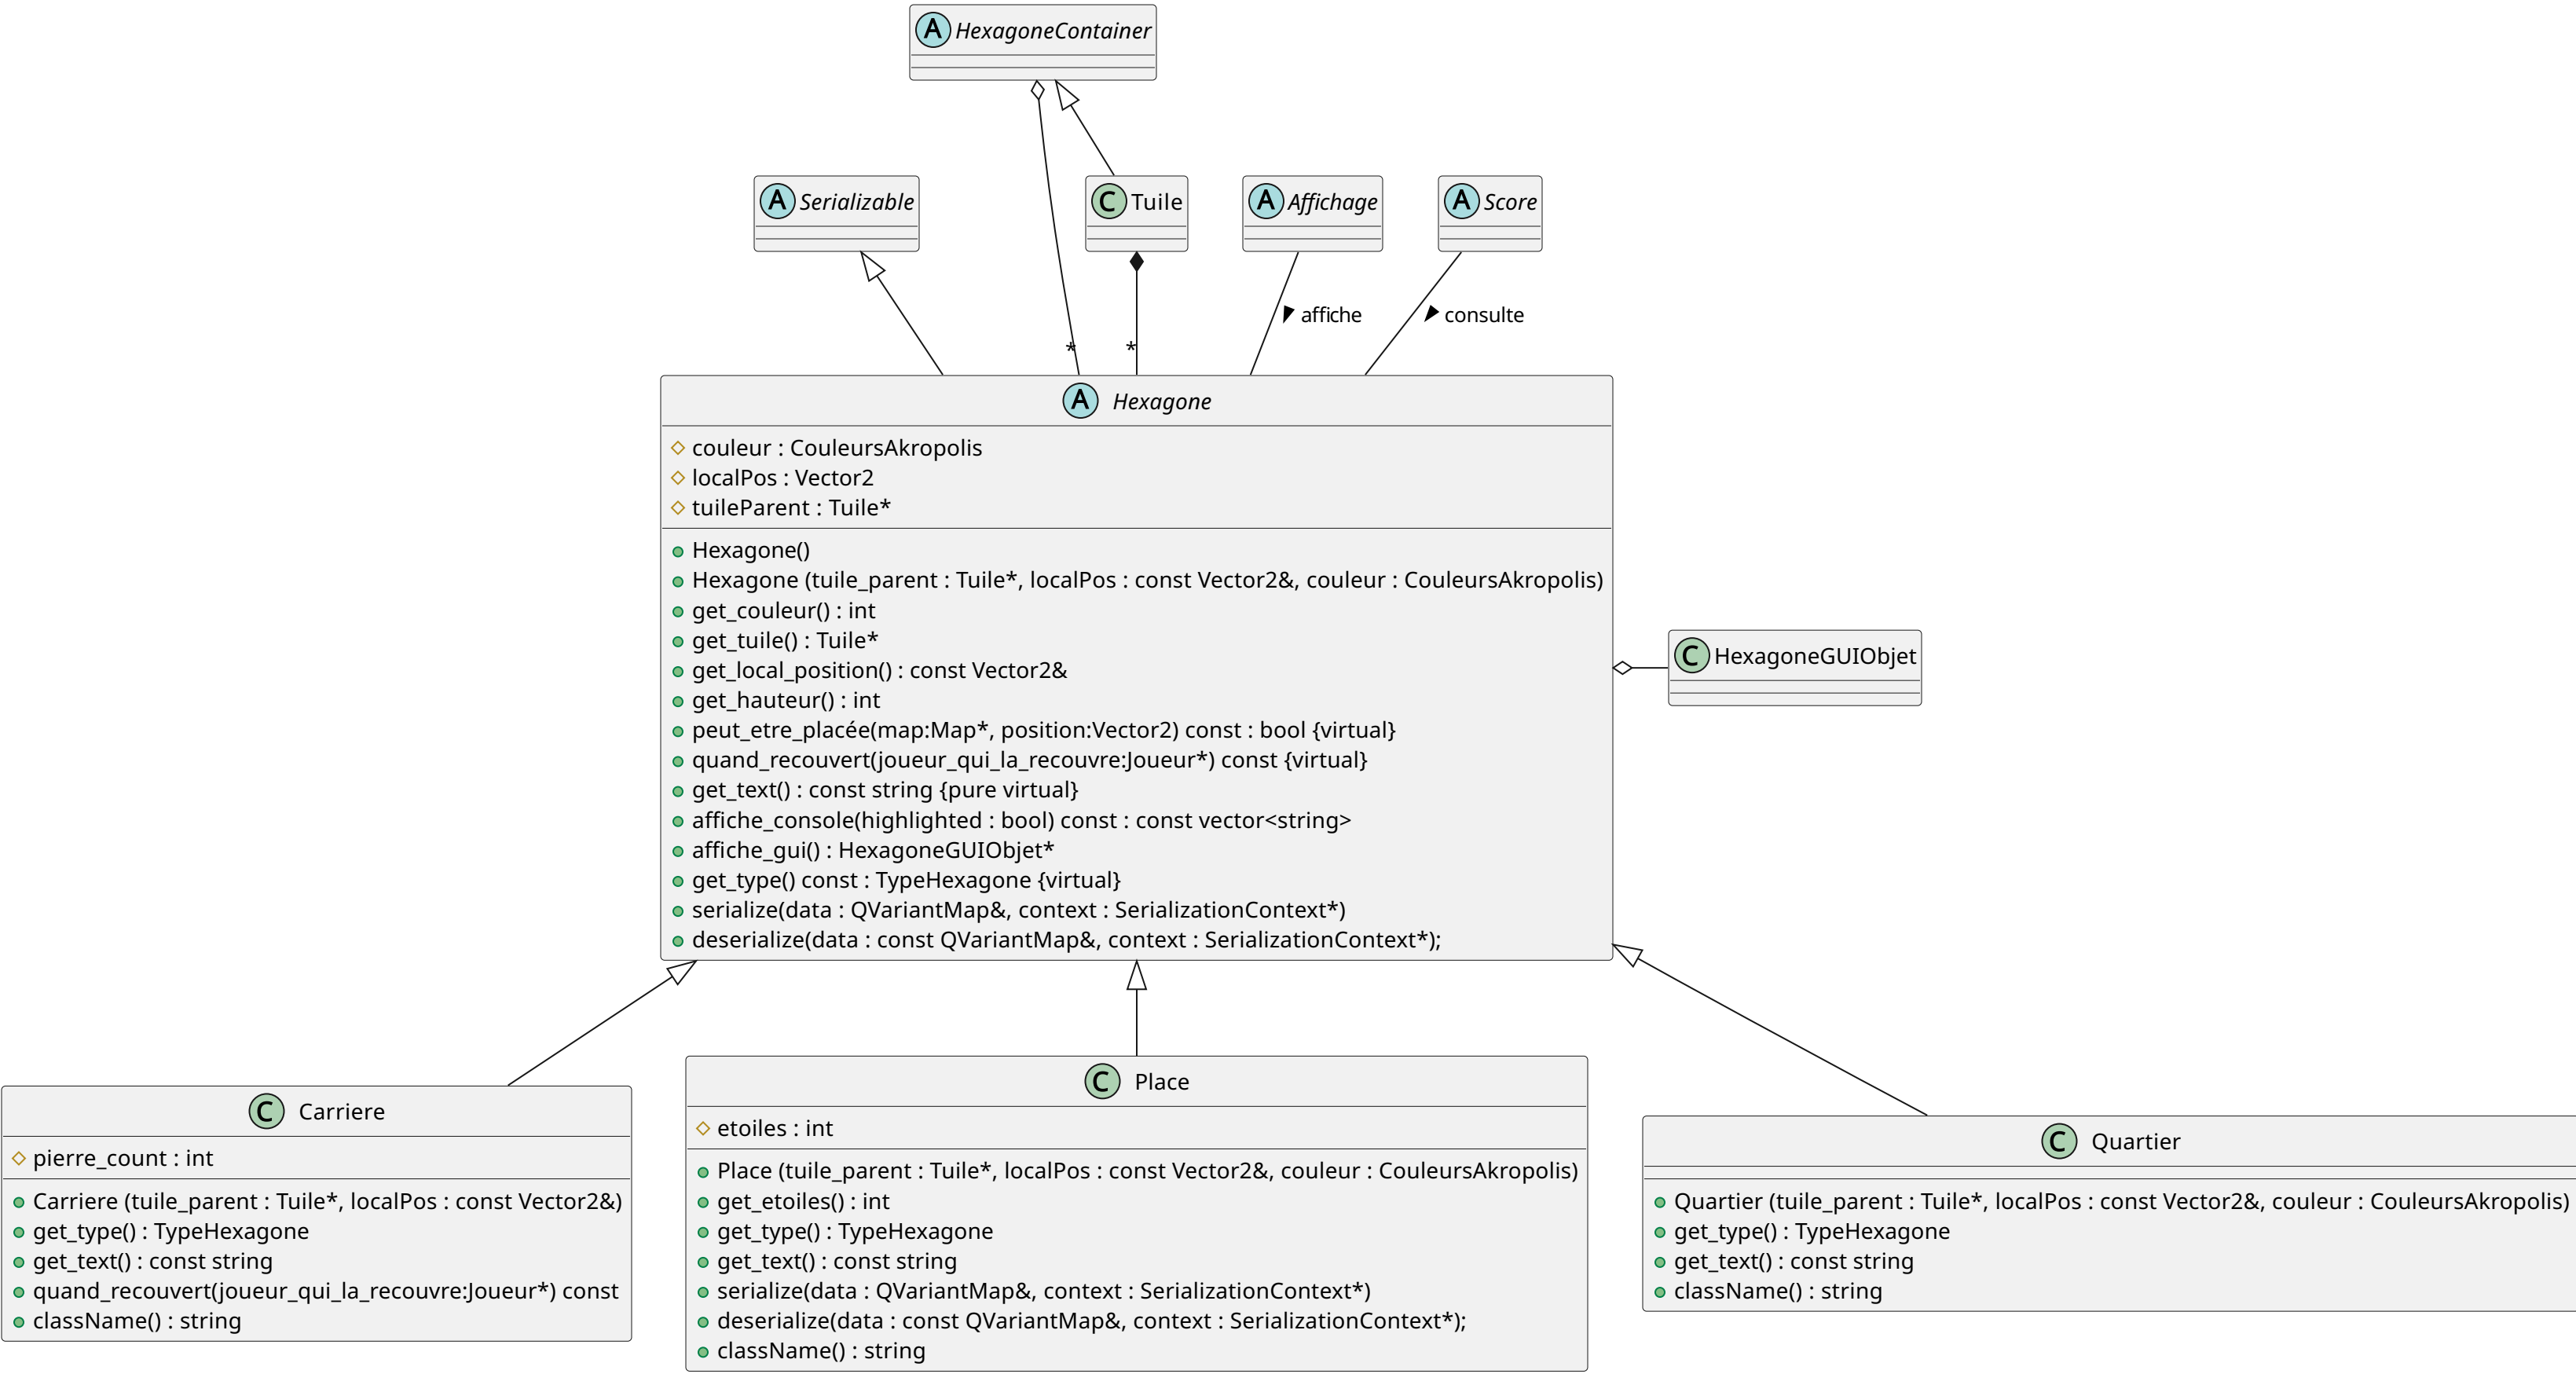 A HexagoneContainer
A Serializable
C Tuile
A Affichage
A Score
affiche
consulte
*
*
A Hexagone
couleur : CouleursAkropolis
localPos : Vector2
tuileParent : Tuile*
Hexagone()
Hexagone (tuile_parent : Tuile*, localPos : const Vector2&, couleur : CouleursAkropolis)
get_couleur() : int
get_tuile() : Tuile*
get_local_position() : const Vector2&
get_hauteur() : int
peut_etre_placée(map:Map*, position:Vector2) const : bool {virtual}
quand_recouvert(joueur_qui_la_recouvre:Joueur*) const {virtual}
get_text() : const string {pure virtual}
affiche_console(highlighted : bool) const : const vector<string>
affiche_gui() : HexagoneGUIObjet*
get_type() const : TypeHexagone {virtual}
serialize(data : QVariantMap&, context : SerializationContext*)
deserialize(data : const QVariantMap&, context : SerializationContext*);
C HexagoneGUIObjet
C Carriere
pierre_count : int
Carriere (tuile_parent : Tuile*, localPos : const Vector2&)
get_type() : TypeHexagone
get_text() : const string
quand_recouvert(joueur_qui_la_recouvre:Joueur*) const
className() : string
C Place
etoiles : int
Place (tuile_parent : Tuile*, localPos : const Vector2&, couleur : CouleursAkropolis)
get_etoiles() : int
get_type() : TypeHexagone
get_text() : const string
serialize(data : QVariantMap&, context : SerializationContext*)
deserialize(data : const QVariantMap&, context : SerializationContext*);
className() : string
C Quartier
Quartier (tuile_parent : Tuile*, localPos : const Vector2&, couleur : CouleursAkropolis)
get_type() : TypeHexagone
get_text() : const string
className() : string